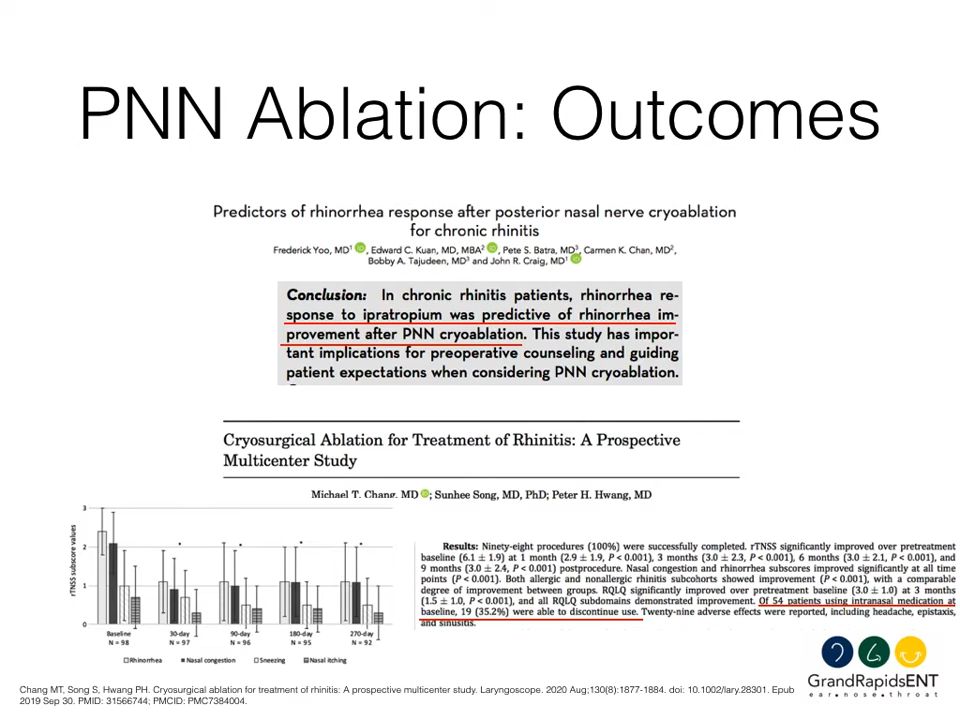 PNN Ablation: Outcomes
Predictors of rhinorrhea response after posterior nasal nerve cryoablation
for chronic rhinitis
Frederick Yoo, MD¹, Edward C. Kuan, MD, MBA², Pete S. Batra, MD³, Carmen K. Chan, MD²,
Bobby A. Tajudeen, MD³ and John R. Craig, MD¹
Conclusion: In chronic rhinitis patients, rhinorrhea re-
sponse to ipratropium was predictive of rhinorrhea im-
provement after PNN cryoablation. This study has impor-
tant implications for preoperative counseling and guiding
patient expectations when considering PNN cryoablation.
Cryosurgical Ablation for Treatment of Rhinitis: A Prospective
Multicenter Study
Michael T. Chang, MD; Sunhee Song, MD, PhD; Peter H. Hwang, MD
rTNSS subscore values
3
2
1
0
Baseline 30-day 90-day 180-day 270-day
N = 98 N = 97 N = 96 N = 95 N = 92
Rhinorrhea Nasal congestion Sneezing Nasal itching
Results: Ninety-eight procedures (100%) were successfully completed. rTNSS significantly improved over pretreatment
baseline (6.1 ± 1.9) at 1 month (2.9 ± 1.9, P < 0.001), 3 months (3.0 ± 2.3, P < 0.001), 6 months (3.0 ± 2.1, P < 0.001), and
9 months (3.0 ± 2.4, P < 0.001) postprocedure. Nasal congestion and rhinorrhea subscores improved significantly at all time
points (P < 0.001). Both allergic and nonallergic rhinitis subcohorts showed improvement (P < 0.001), with a comparable
degree of improvement between groups. RQLQ significantly improved over pretreatment baseline (3.0 ± 1.0) at 3 months
(1.5 ± 1.0, P < 0.001), and all RQLQ subdomains demonstrated improvement. Of 54 patients using intranasal medication at
baseline, 19 (35.2%) were able to discontinue use. Twenty-nine adverse effects were reported, including headache, epistaxis,
and sinusitis.
GrandRapidsENT
ear.nose.throat
Chang MT, Song S, Hwang PH. Cryosurgical ablation for treatment of rhinitis: A prospective multicenter study. Laryngoscope. 2020 Aug;130(8):1877-1884. doi: 10.1002/lary.28301. Epub
2019 Sep 30. PMID: 31566744; PMCID: PMC7384004.